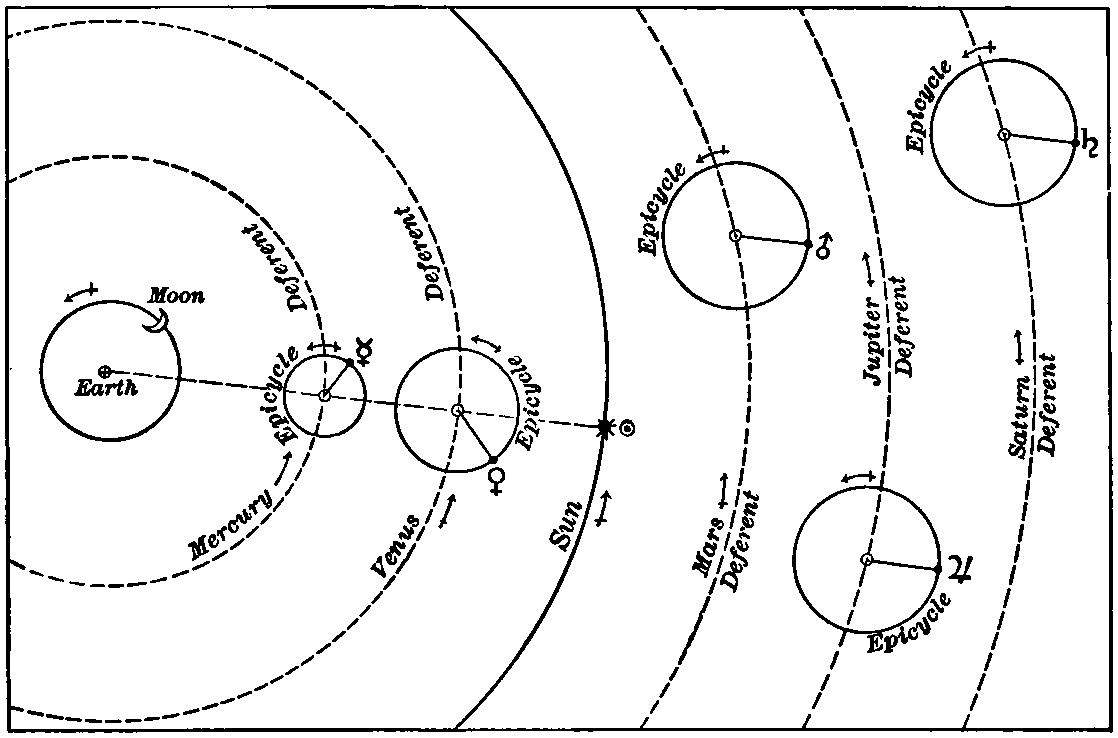 Epicycle
♄
Epicycle
♂
Deferent
Deferent
Moon
Earth
Epicycle
☿
Epicycle
♀
☉
Jupiter
Deferent
Saturn
Deferent
Mercury
Venus
Sun
Mars
Deferent
♃
Epicycle